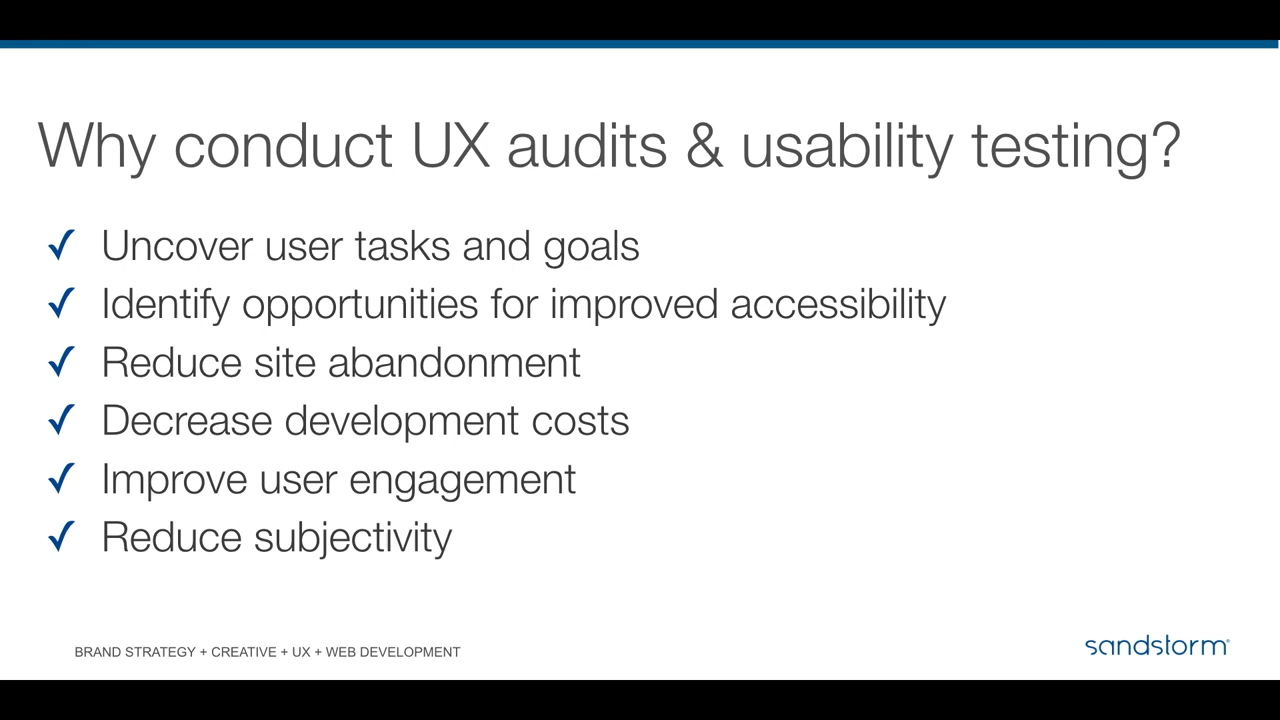 Why conduct UX audits & usability testing?
✓ Uncover user tasks and goals
✓ Identify opportunities for improved accessibility
✓ Reduce site abandonment
✓ Decrease development costs
✓ Improve user engagement
✓ Reduce subjectivity
BRAND STRATEGY + CREATIVE + UX + WEB DEVELOPMENT
sandstorm®